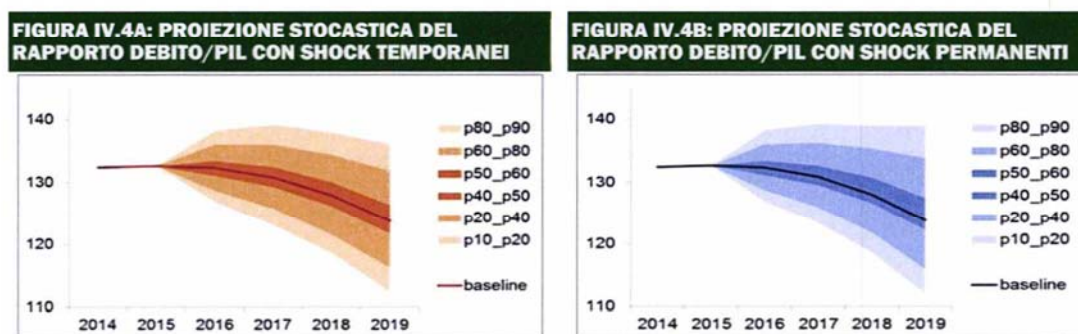 FIGURA IV.4A: PROIEZIONE STOCASTICA DEL
RAPPORTO DEBITO/PIL CON SHOCK TEMPORANEI
140
130
120
110
2014 2015 2016 2017 2018 2019
p80_p90
p60_p80
p50_p60
p40_p50
p20_p40
p10_p20
baseline
FIGURA IV.4B: PROIEZIONE STOCASTICA DEL
RAPPORTO DEBITO/PIL CON SHOCK PERMANENTI
140
130
120
110
2014 2015 2016 2017 2018 2019
p80_p90
p60_p80
p50_p60
p40_p50
p20_p40
p10_p20
baseline